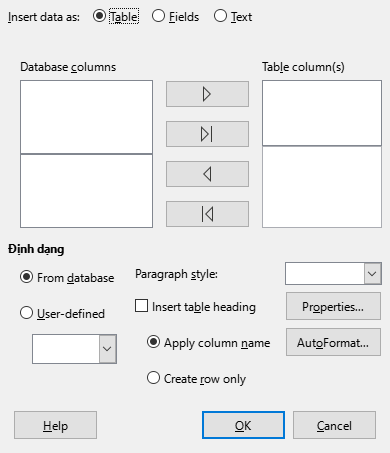 Insert data as: Table Fields Text
Database columns Table column(s)
Định dạng
From database Paragraph style:
User-defined Insert table heading Properties...
Apply column name AutoFormat...
Create row only
Help OK Cancel